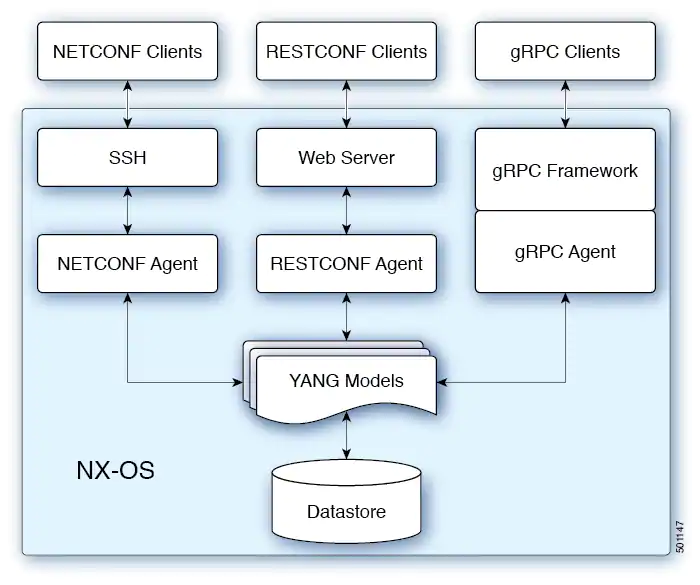 NETCONF Clients
RESTCONF Clients
gRPC Clients
SSH
Web Server
gRPC Framework
NETCONF Agent
RESTCONF Agent
gRPC Agent
YANG Models
NX-OS
Datastore
501147